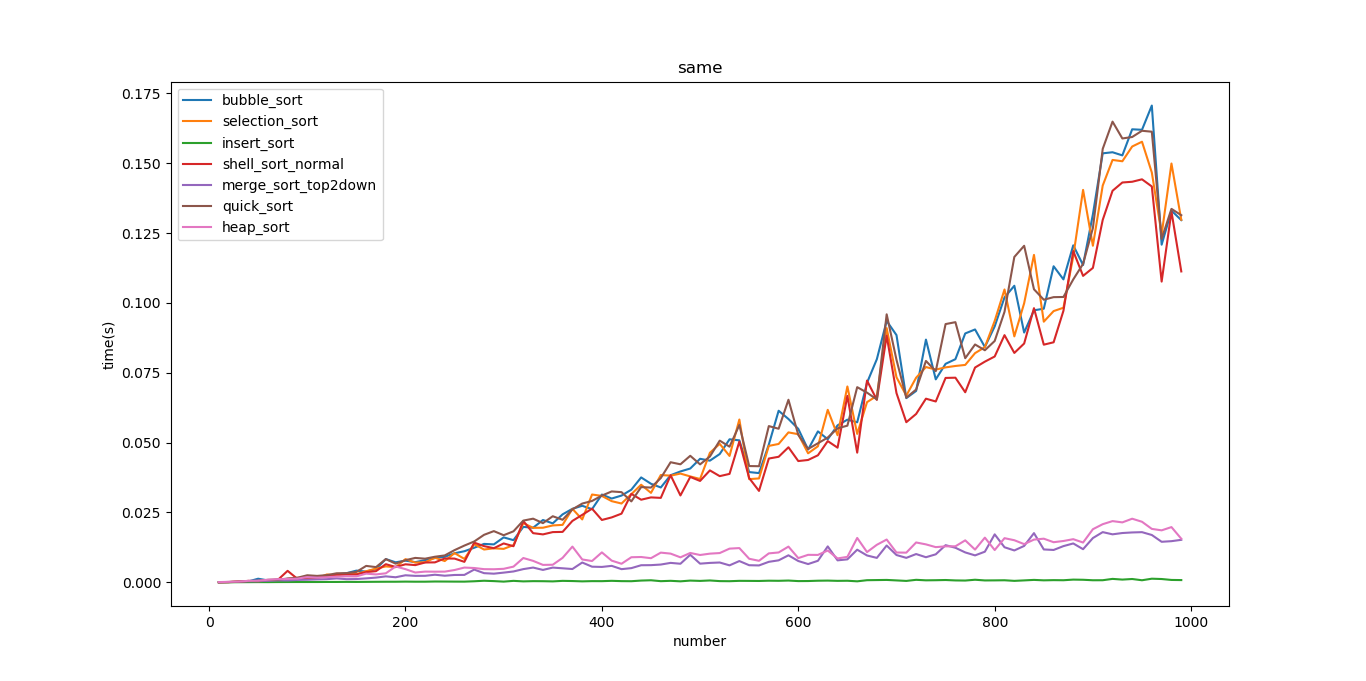 same
0.175
0.150
0.125
0.100
0.075
0.050
0.025
0.000
time(s)
bubble_sort
selection_sort
insert_sort
shell_sort_normal
merge_sort_top2down
quick_sort
heap_sort
0 200 400 600 800 1000
number